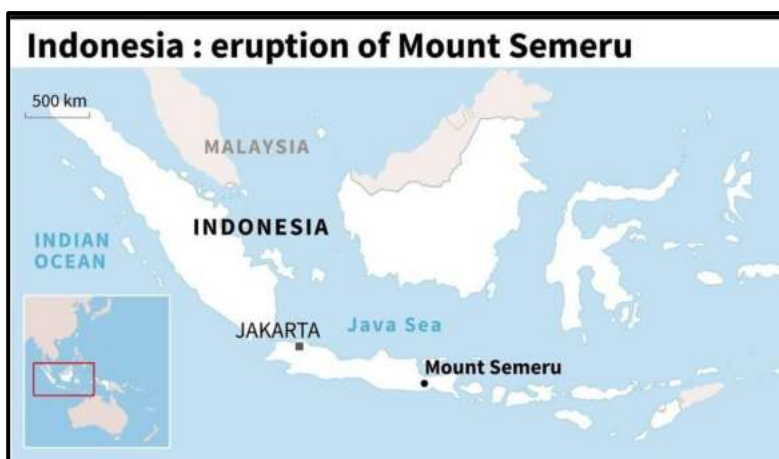 Indonesia : eruption of Mount Semeru
500 km
MALAYSIA
INDONESIA
INDIAN
OCEAN
JAKARTA
Java Sea
Mount Semeru